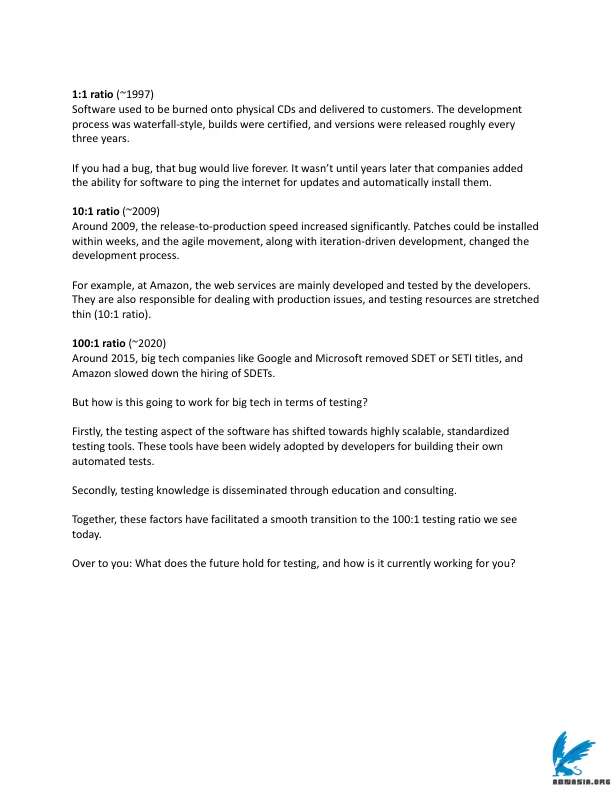 1:1 ratio (~1997)
Software used to be burned onto physical CDs and delivered to customers. The development
process was waterfall-style, builds were certified, and versions were released roughly every
three years.
If you had a bug, that bug would live forever. It wasn’t until years later that companies added
the ability for software to ping the internet for updates and automatically install them.
10:1 ratio (~2009)
Around 2009, the release-to-production speed increased significantly. Patches could be installed
within weeks, and the agile movement, along with iteration-driven development, changed the
development process.
For example, at Amazon, the web services are mainly developed and tested by the developers.
They are also responsible for dealing with production issues, and testing resources are stretched
thin (10:1 ratio).
100:1 ratio (~2020)
Around 2015, big tech companies like Google and Microsoft removed SDET or SETI titles, and
Amazon slowed down the hiring of SDETs.
But how is this going to work for big tech in terms of testing?
Firstly, the testing aspect of the software has shifted towards highly scalable, standardized
testing tools. These tools have been widely adopted by developers for building their own
automated tests.
Secondly, testing knowledge is disseminated through education and consulting.
Together, these factors have facilitated a smooth transition to the 100:1 testing ratio we see
today.
Over to you: What does the future hold for testing, and how is it currently working for you?
ABNASIA.ORG